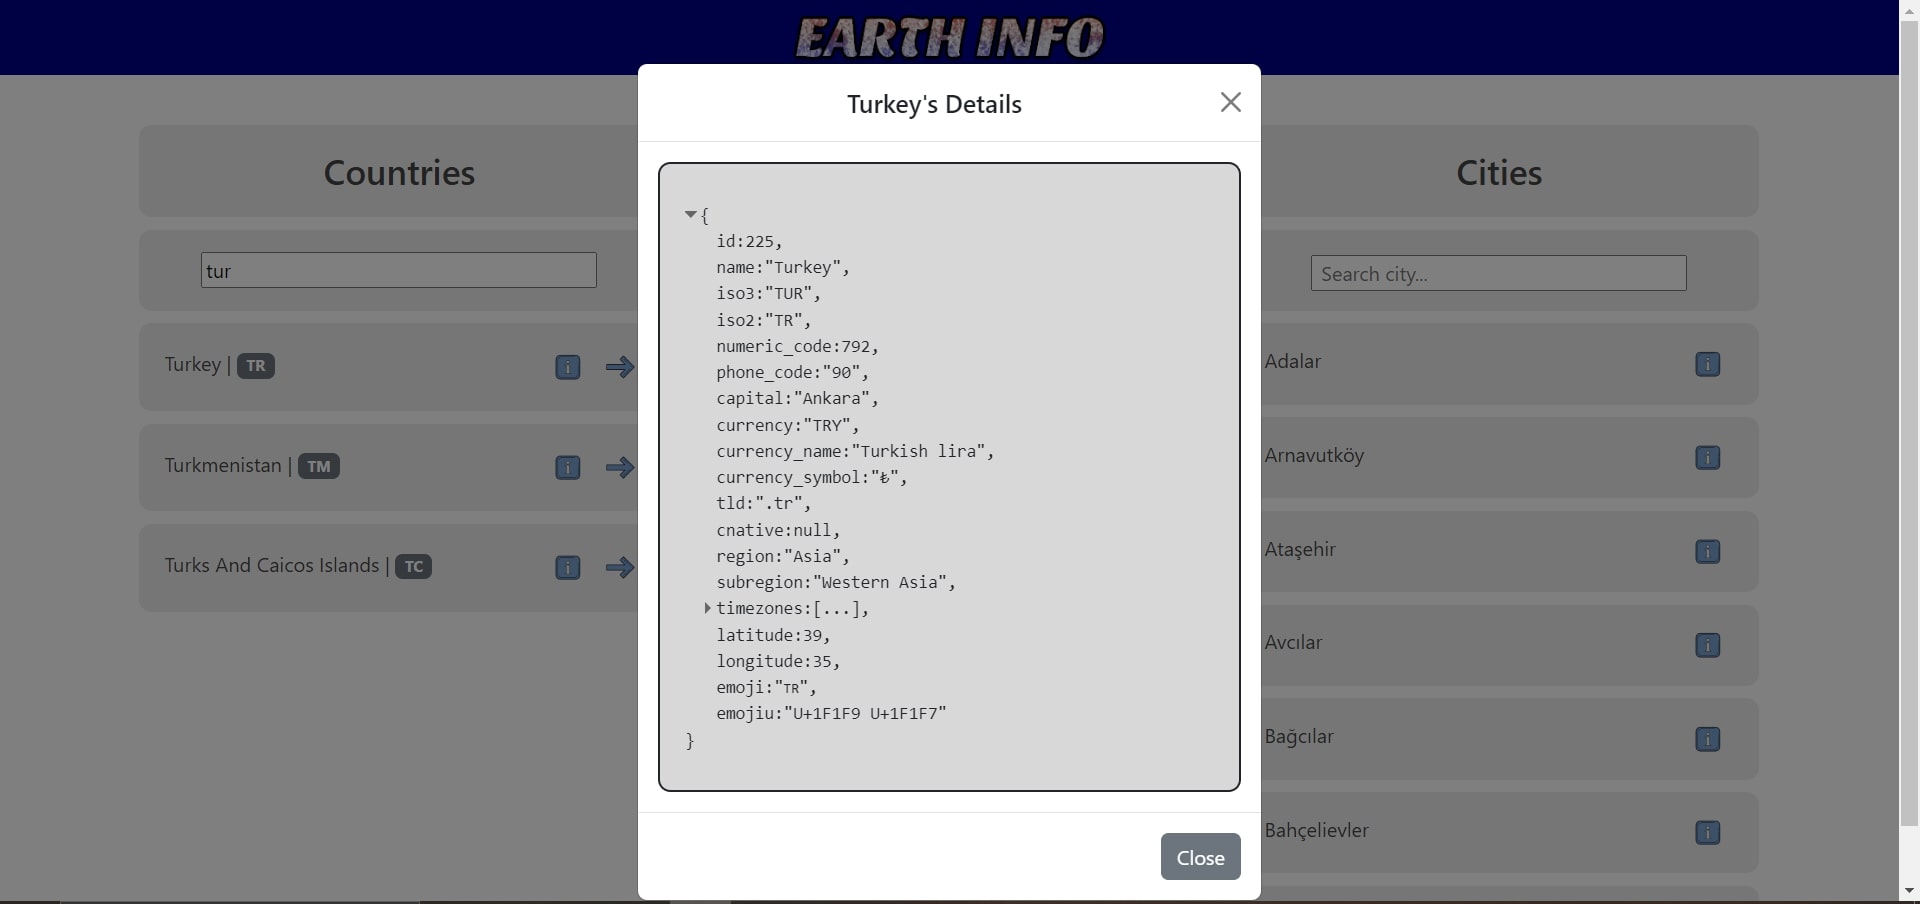 EARTH INFO
Turkey's Details
Countries
tur
Turkey | TR
Turkmenistan | TM
Turks And Caicos Islands | TC
{
id:225,
name:"Turkey",
iso3:"TUR",
iso2:"TR",
numeric_code:792,
phone_code:"90",
capital:"Ankara",
currency:"TRY",
currency_name:"Turkish lira",
currency_symbol:"₺",
tld:".tr",
cnative:null,
region:"Asia",
subregion:"Western Asia",
timezones:[...],
latitude:39,
longitude:35,
emoji:"🇹🇷",
emojiu:"U+1F1F9 U+1F1F7"
}
Close
Cities
Search city...
Adalar
Arnavutköy
Ataşehir
Avcılar
Bağcılar
Bahçelievler